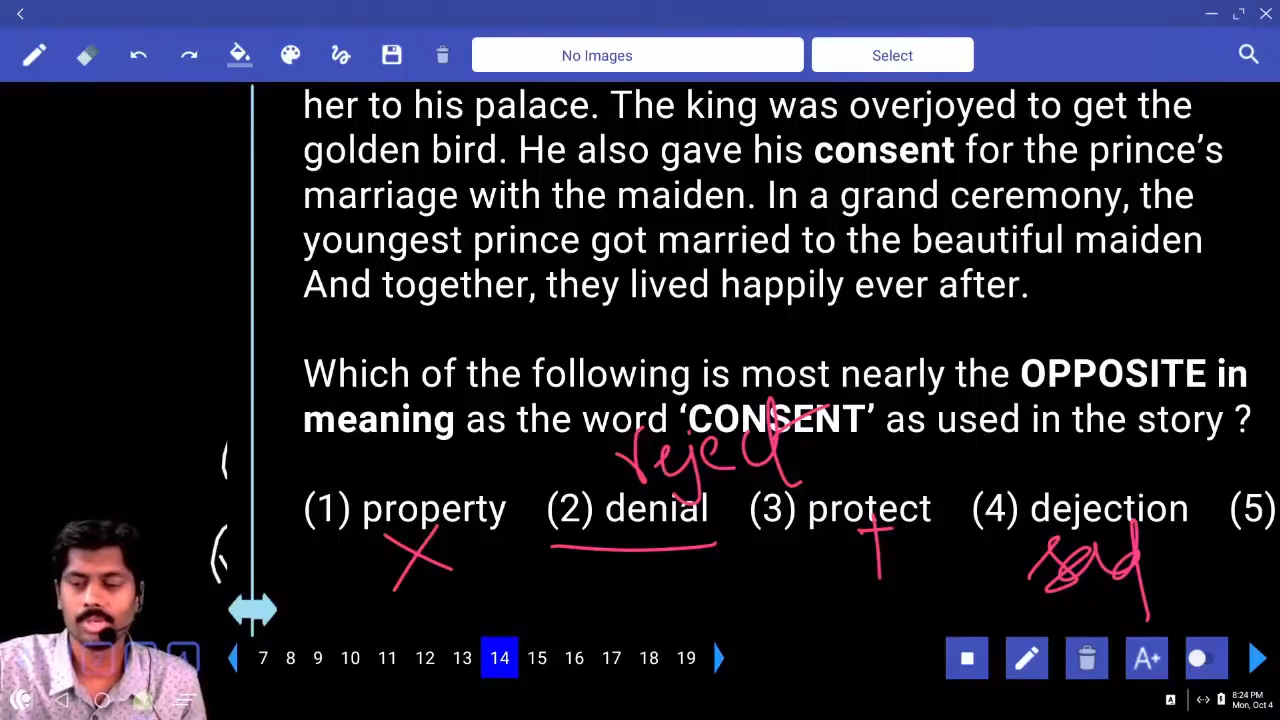 No Images
Select
her to his palace. The king was overjoyed to get the
golden bird. He also gave his consent for the prince's
marriage with the maiden. In a grand ceremony, the
youngest prince got married to the beautiful maiden
And together, they lived happily ever after.
Which of the following is most nearly the OPPOSITE in
meaning as the word ‘CONSENT’ as used in the story ?
reject
(1) property (2) denial (3) protect (4) dejection (5)
sad
7 8 9 10 11 12 13 14 15 16 17 18 19
A+
A
8:24 PM
Mon, Oct 4